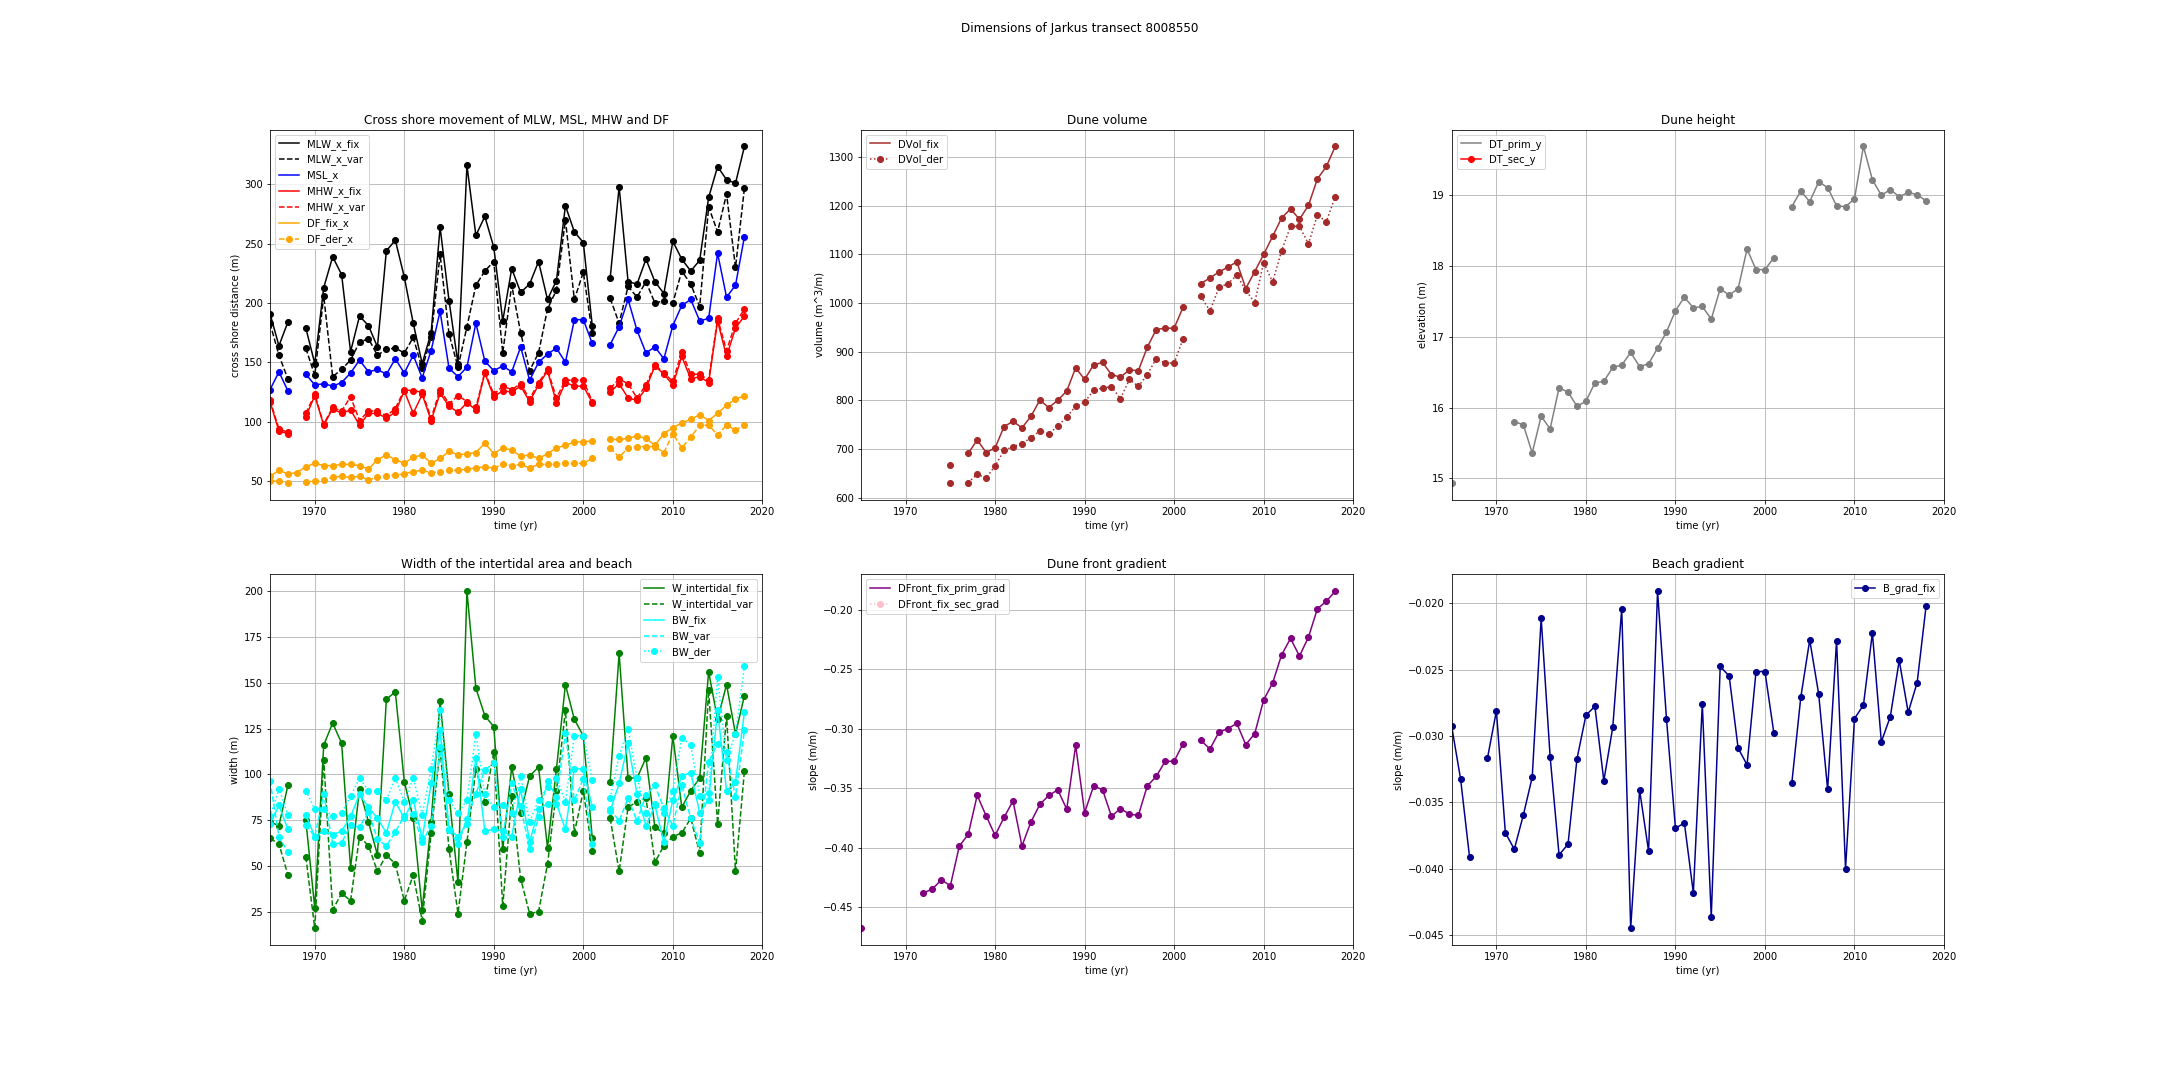 Dimensions of Jarkus transect 8008550
Cross shore movement of MLW, MSL, MHW and DF
MLW_x_fix
MLW_x_var
MSL_x
MHW_x_fix
MHW_x_var
DF_fix_x
DF_der_x
cross shore distance (m)
300
250
200
150
100
50
1970 1980 1990 2000 2010 2020
time (yr)
Dune volume
DVol_fix
DVol_der
volume (m^3/m)
1300
1200
1100
1000
900
800
700
600
1970 1980 1990 2000 2010 2020
time (yr)
Dune height
DT_prim_y
DT_sec_y
elevation (m)
19
18
17
16
15
1970 1980 1990 2000 2010 2020
time (yr)
Width of the intertidal area and beach
W_intertidal_fix
W_intertidal_var
BW_fix
BW_var
BW_der
width (m)
200
175
150
125
100
75
50
25
1970 1980 1990 2000 2010 2020
time (yr)
Dune front gradient
DFront_fix_prim_grad
DFront_fix_sec_grad
slope (m/m)
−0.20
−0.25
−0.30
−0.35
−0.40
−0.45
1970 1980 1990 2000 2010 2020
time (yr)
Beach gradient
B_grad_fix
slope (m/m)
−0.020
−0.025
−0.030
−0.035
−0.040
−0.045
1970 1980 1990 2000 2010 2020
time (yr)